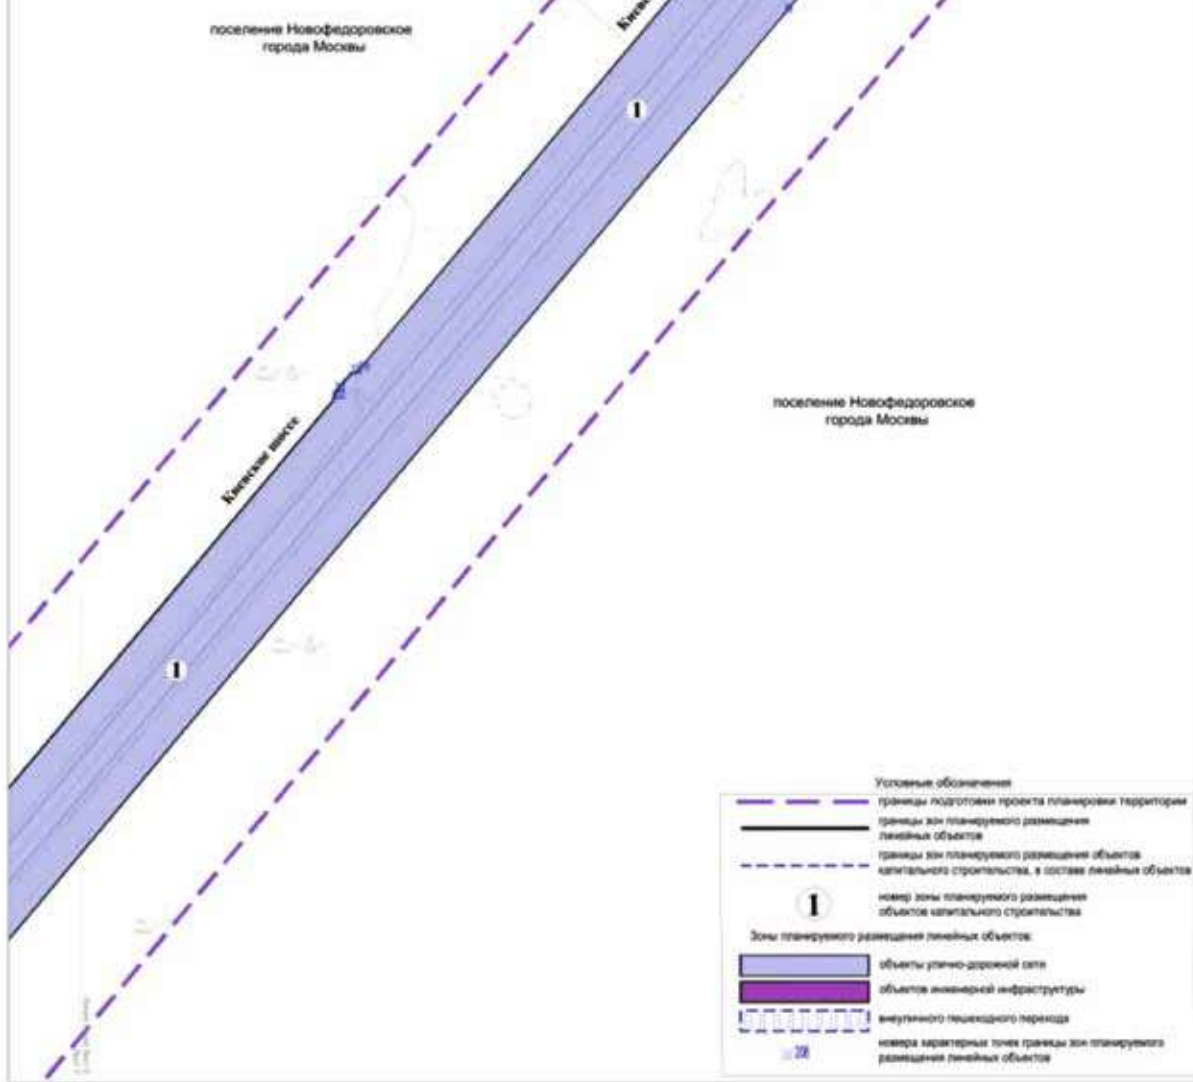 поселение Новофедоровское
города Москвы
1
поселение Новофедоровское
города Москвы
Киевское шоссе
1
Условные обозначения
границы подготовки проекта планировки территории
границы зон планируемого размещения
линейных объектов
границы зон планируемого размещения объектов
капитального строительства, в составе линейных объектов
1
номер зоны планируемого размещения
объектов капитального строительства
Зоны планируемого размещения линейных объектов:
объекты улично-дорожной сети
объектов инженерной инфраструктуры
внеуличного пешеходного перехода
208
номера характерных точек границы зон планируемого
размещения линейных объектов